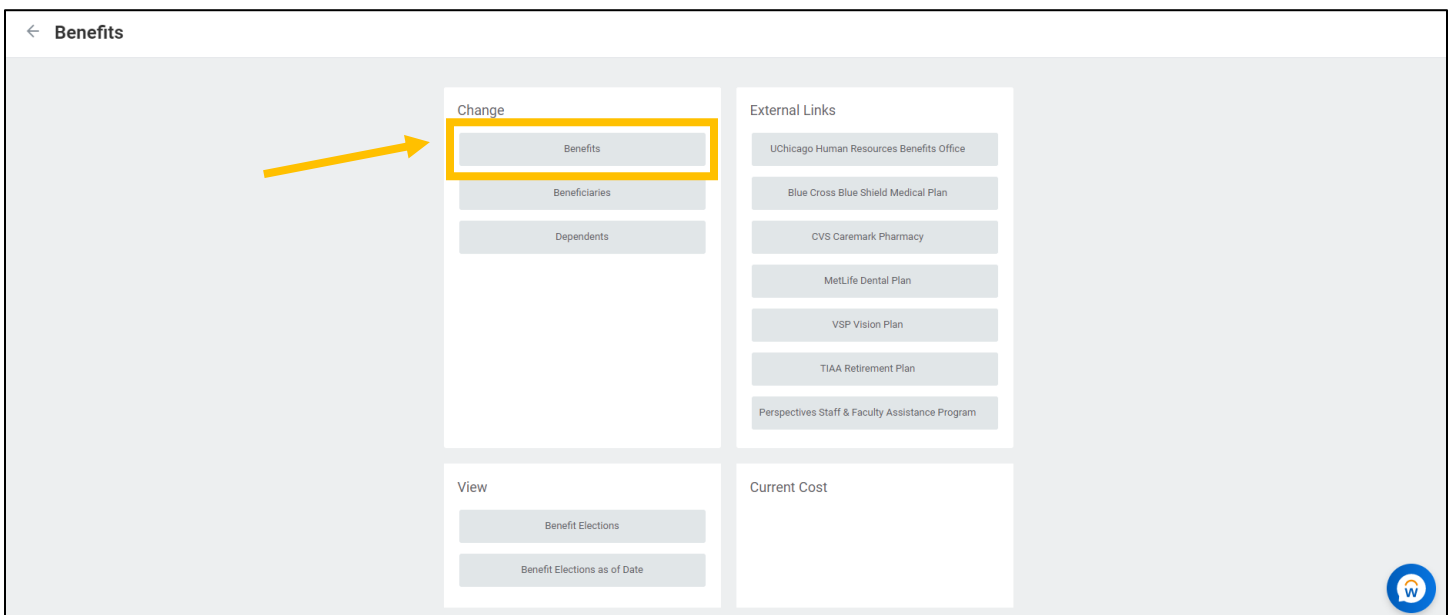 ← Benefits
Change
Benefits
Beneficiaries
Dependents
External Links
UChicago Human Resources Benefits Office
Blue Cross Blue Shield Medical Plan
CVS Caremark Pharmacy
MetLife Dental Plan
VSP Vision Plan
TIAA Retirement Plan
Perspectives Staff & Faculty Assistance Program
View
Benefit Elections
Benefit Elections as of Date
Current Cost
w